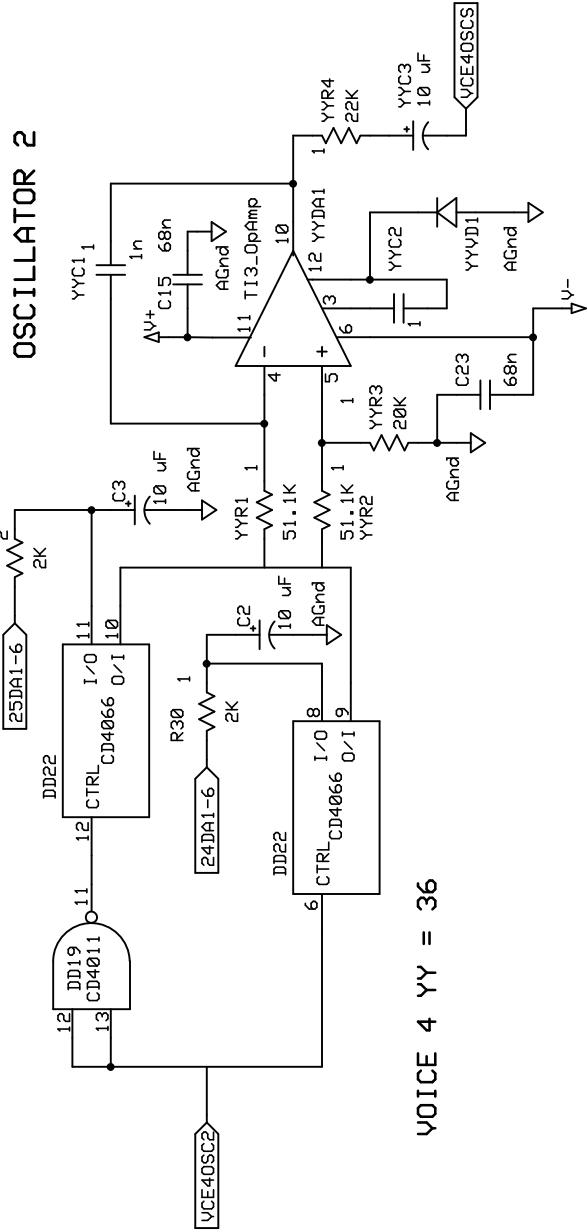 OSCILLATOR 2
25DA1-6
2
2K
C3
+
10 uF
AGnd
DD22
11
I/O
10
O/I
12
CTRL
CD4066
DD19
CD4011
12
13
11
VCE4OSC2
24DA1-6
R30
1
2K
C2
+
10 uF
AGnd
DD22
8
I/O
9
O/I
6
CTRL
CD4066
YYC1
1
1n
V+
C15
68n
AGnd
YYR1
1
51.1K
51.1K
1
YYR2
TI3_OpAmp
YYDA1
4
-
5
+
11
10
12
3
6
1
YYR3
20K
AGnd
C23
68n
V-
YYC2
1
YYVD1
AGnd
1
YYR4
22K
YYC3
+
10 uF
VCE4OSCS
VOICE 4 YY = 36